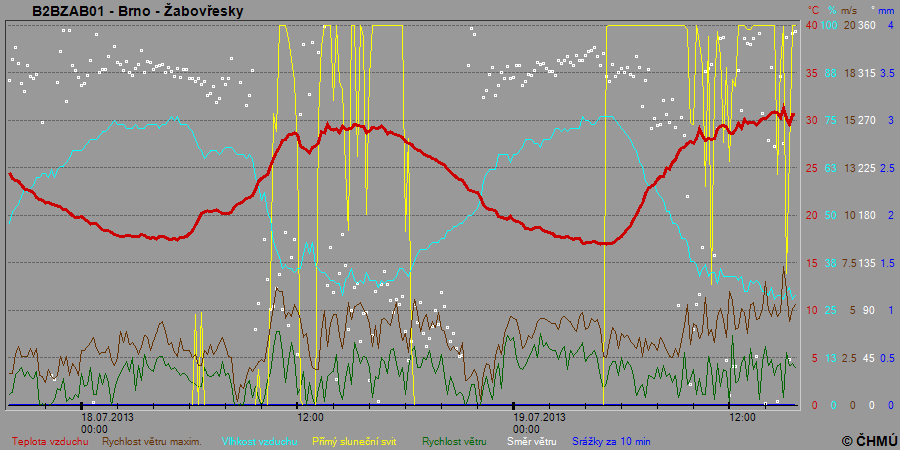 B2BZAB01 - Brno - Žabovřesky
°C % m/s ° mm
40 100 20 360 4
35 88 18 315 3.5
30 75 15 270 3
25 63 13 225 2.5
20 50 10 180 2
15 38 7.5 135 1.5
10 25 5 90 1
5 13 2.5 45 0.5
0 0 0 0 0
18.07.2013 12:00 19.07.2013 12:00
00:00 00:00
Teplota vzduchu Rychlost větru maxim. Vlhkost vzduchu Přímý sluneční svit Rychlost větru Směr větru Srážky za 10 min © ČHMÚ